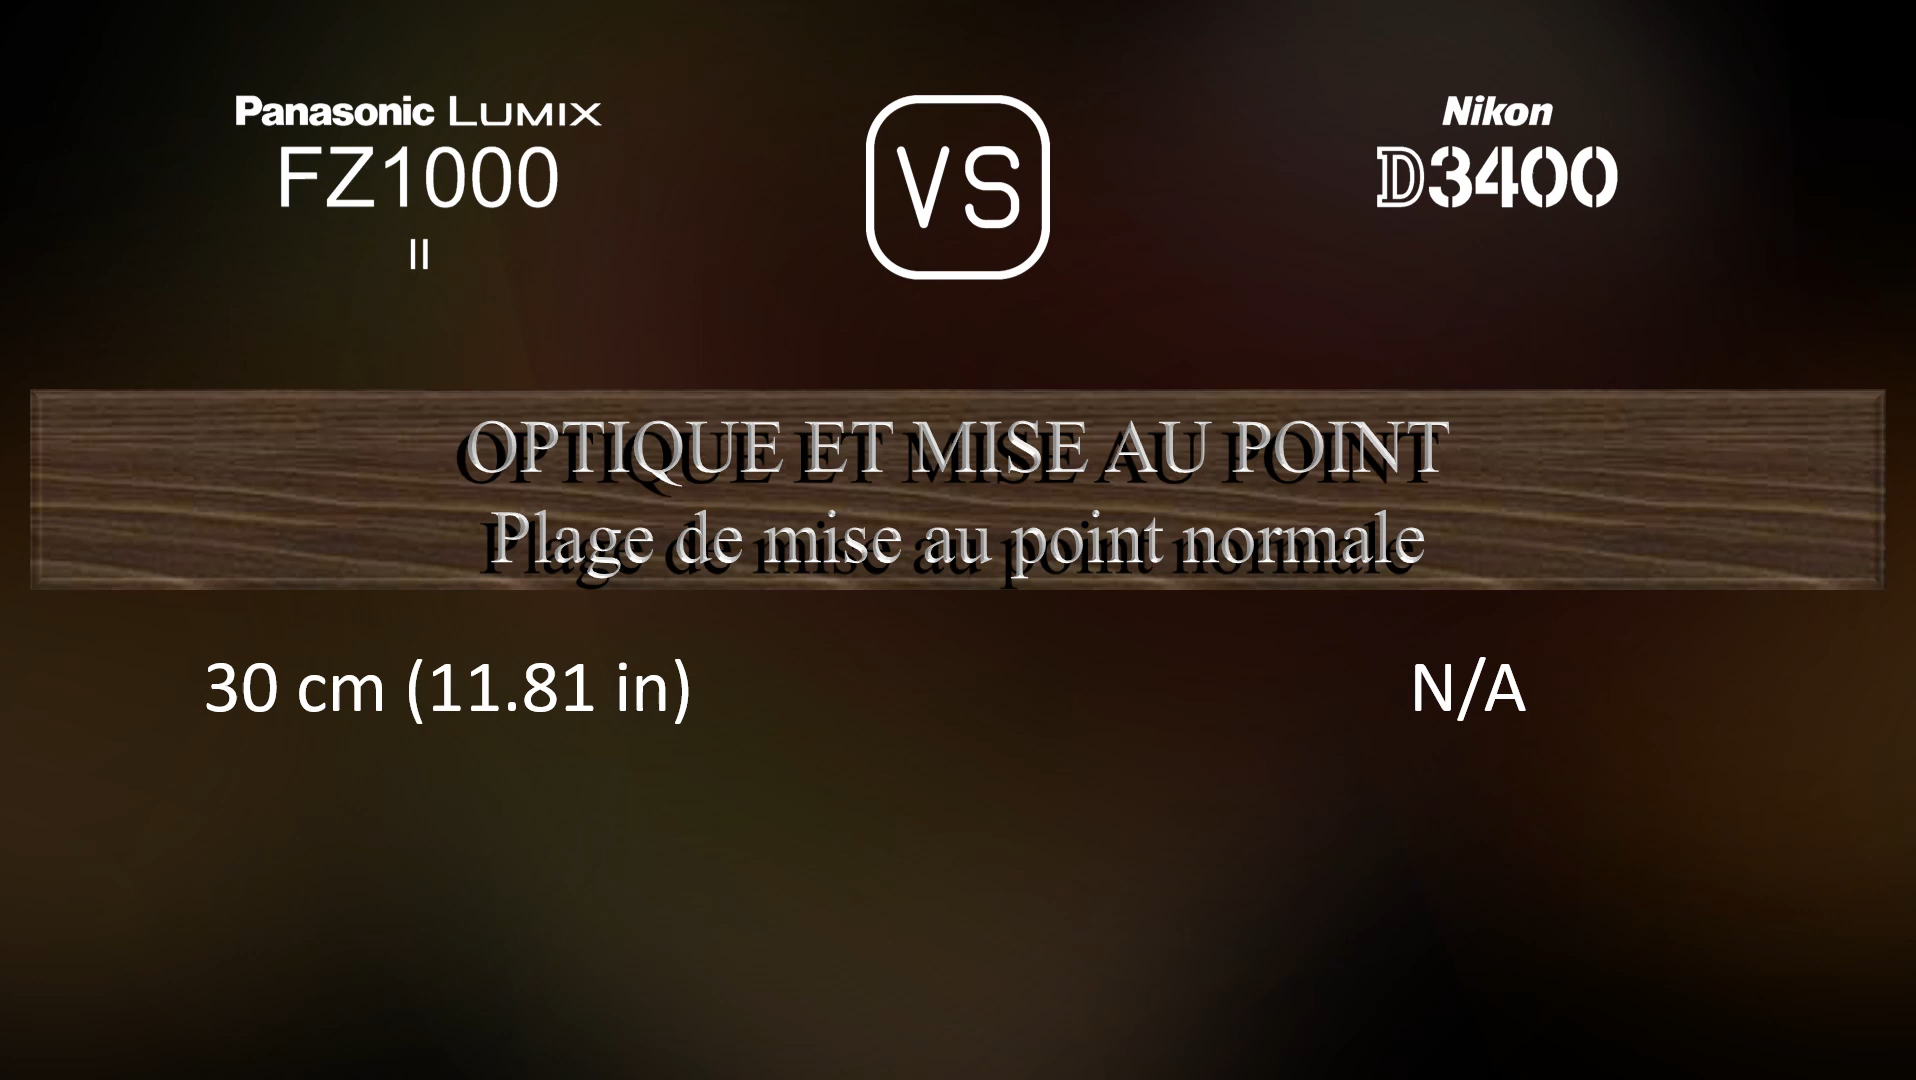 Panasonic LUMIX
FZ1000
II
VS
Nikon
D3400
OPTIQUE ET MISE AU POINT
Plage de mise au point normale
30 cm (11.81 in)
N/A